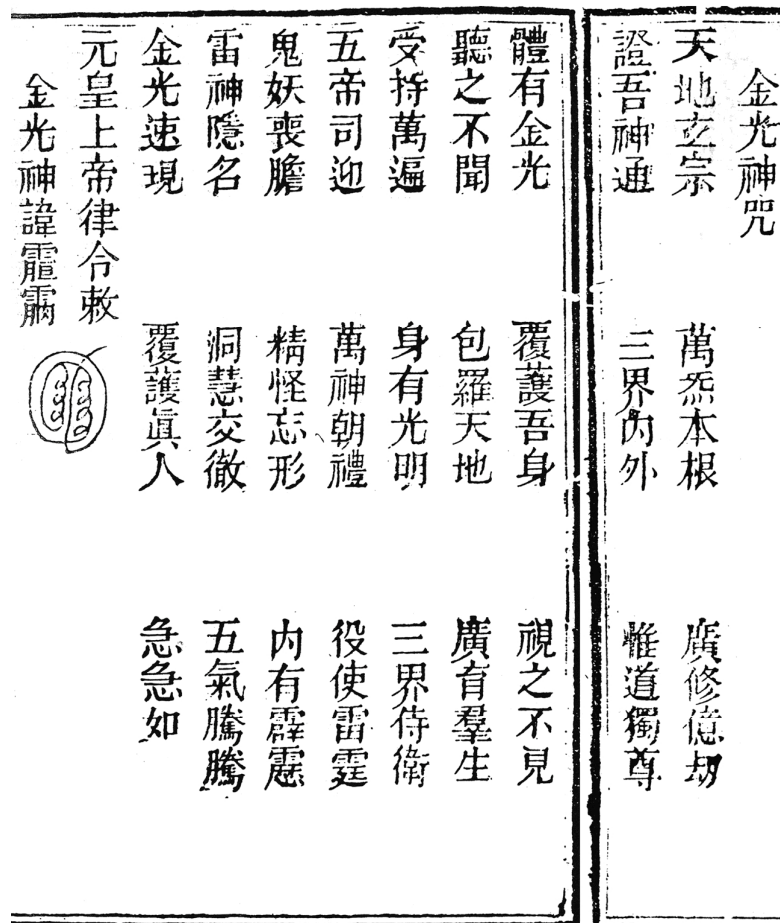 金光神咒
天地玄宗　萬炁本根　廣修億劫
證吾神通　三界內外　惟道獨尊
體有金光　覆護吾身　視之不見
聽之不聞　包羅天地　廣育羣生
受持萬遍　身有光明　三界侍衛
五帝司迎　萬神朝禮　役使雷霆
鬼妖喪膽　精怪忘形　內有霹靂
雷神隱名　洞慧交徹　五氣騰騰
金光速現　覆護眞人　急急如
元皇上帝律令敕
金光神諱